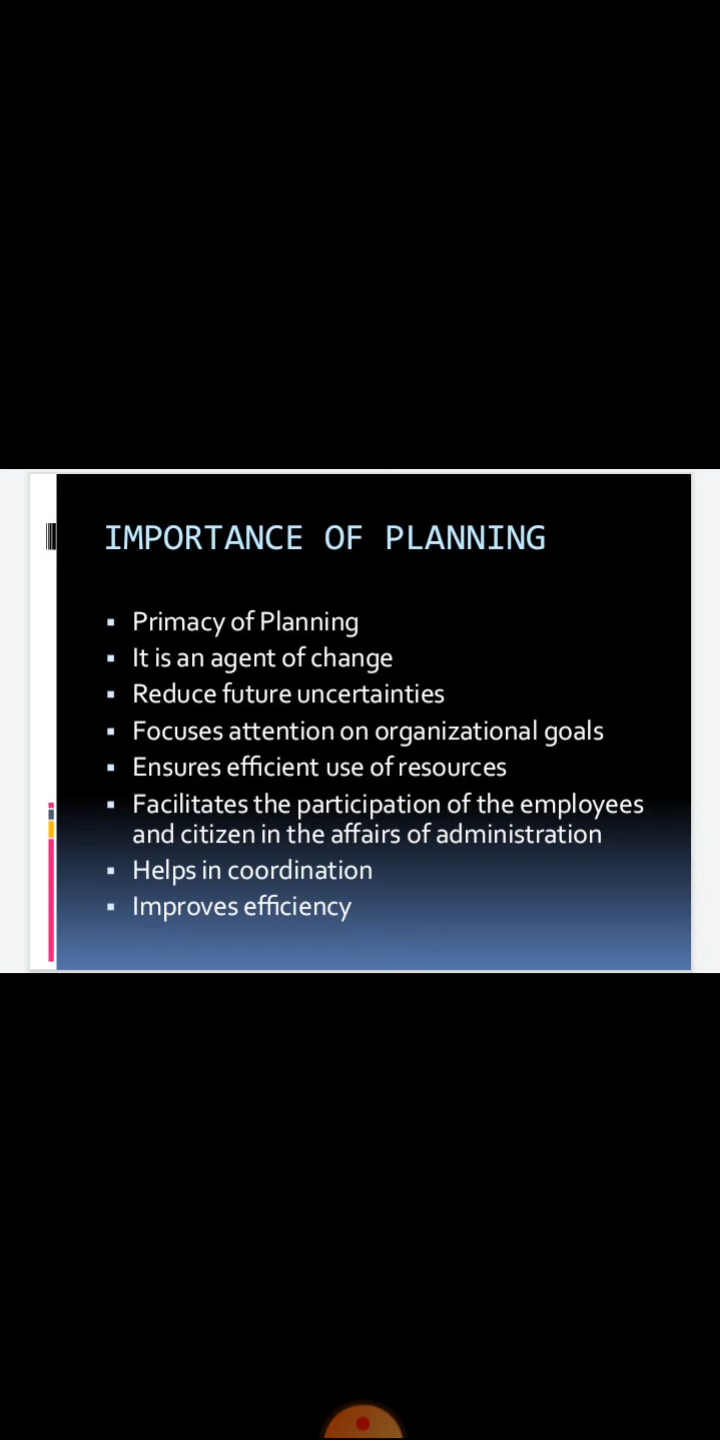 IMPORTANCE OF PLANNING
▪ Primacy of Planning
▪ It is an agent of change
▪ Reduce future uncertainties
▪ Focuses attention on organizational goals
▪ Ensures efficient use of resources
▪ Facilitates the participation of the employees
and citizen in the affairs of administration
▪ Helps in coordination
▪ Improves efficiency